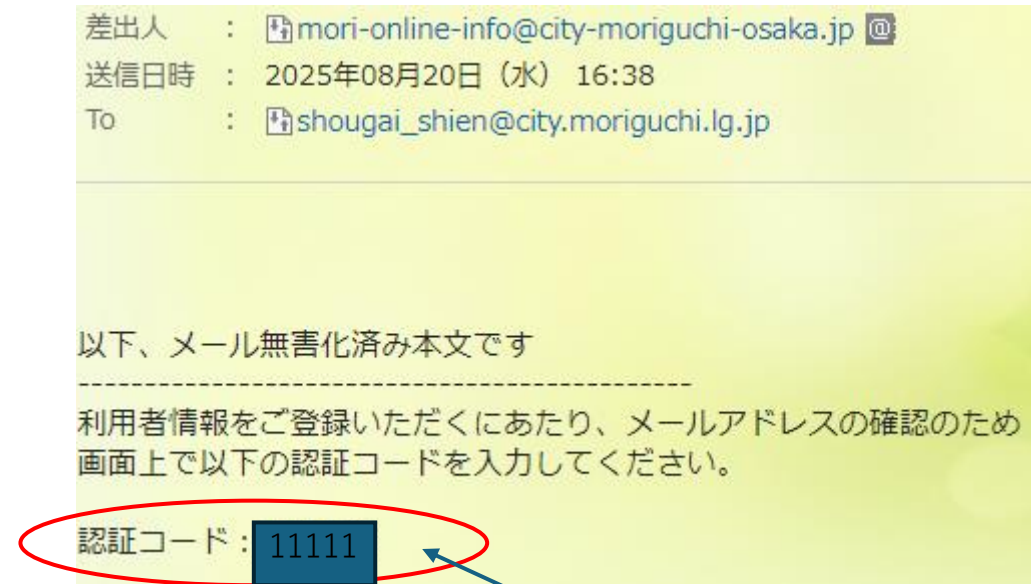 差出人 : mori-online-info@city-moriguchi-osaka.jp @
送信日時 : 2025年08月20日（水） 16:38
To : shougai_shien@city.moriguchi.lg.jp
以下、メール無害化済み本文です
----------------------------------------------
利用者情報をご登録いただくにあたり、メールアドレスの確認のため
画面上で以下の認証コードを入力してください。
認証コード：11111